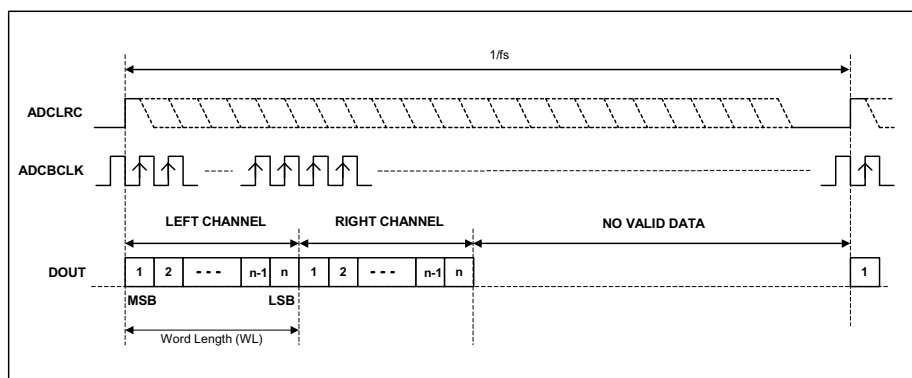 1/fs
ADCLRC
ADCBCLK
LEFT CHANNEL RIGHT CHANNEL NO VALID DATA
DOUT 1 2 - - - n-1 n 1 2 - - - n-1 n 1
MSB LSB
Word Length (WL)